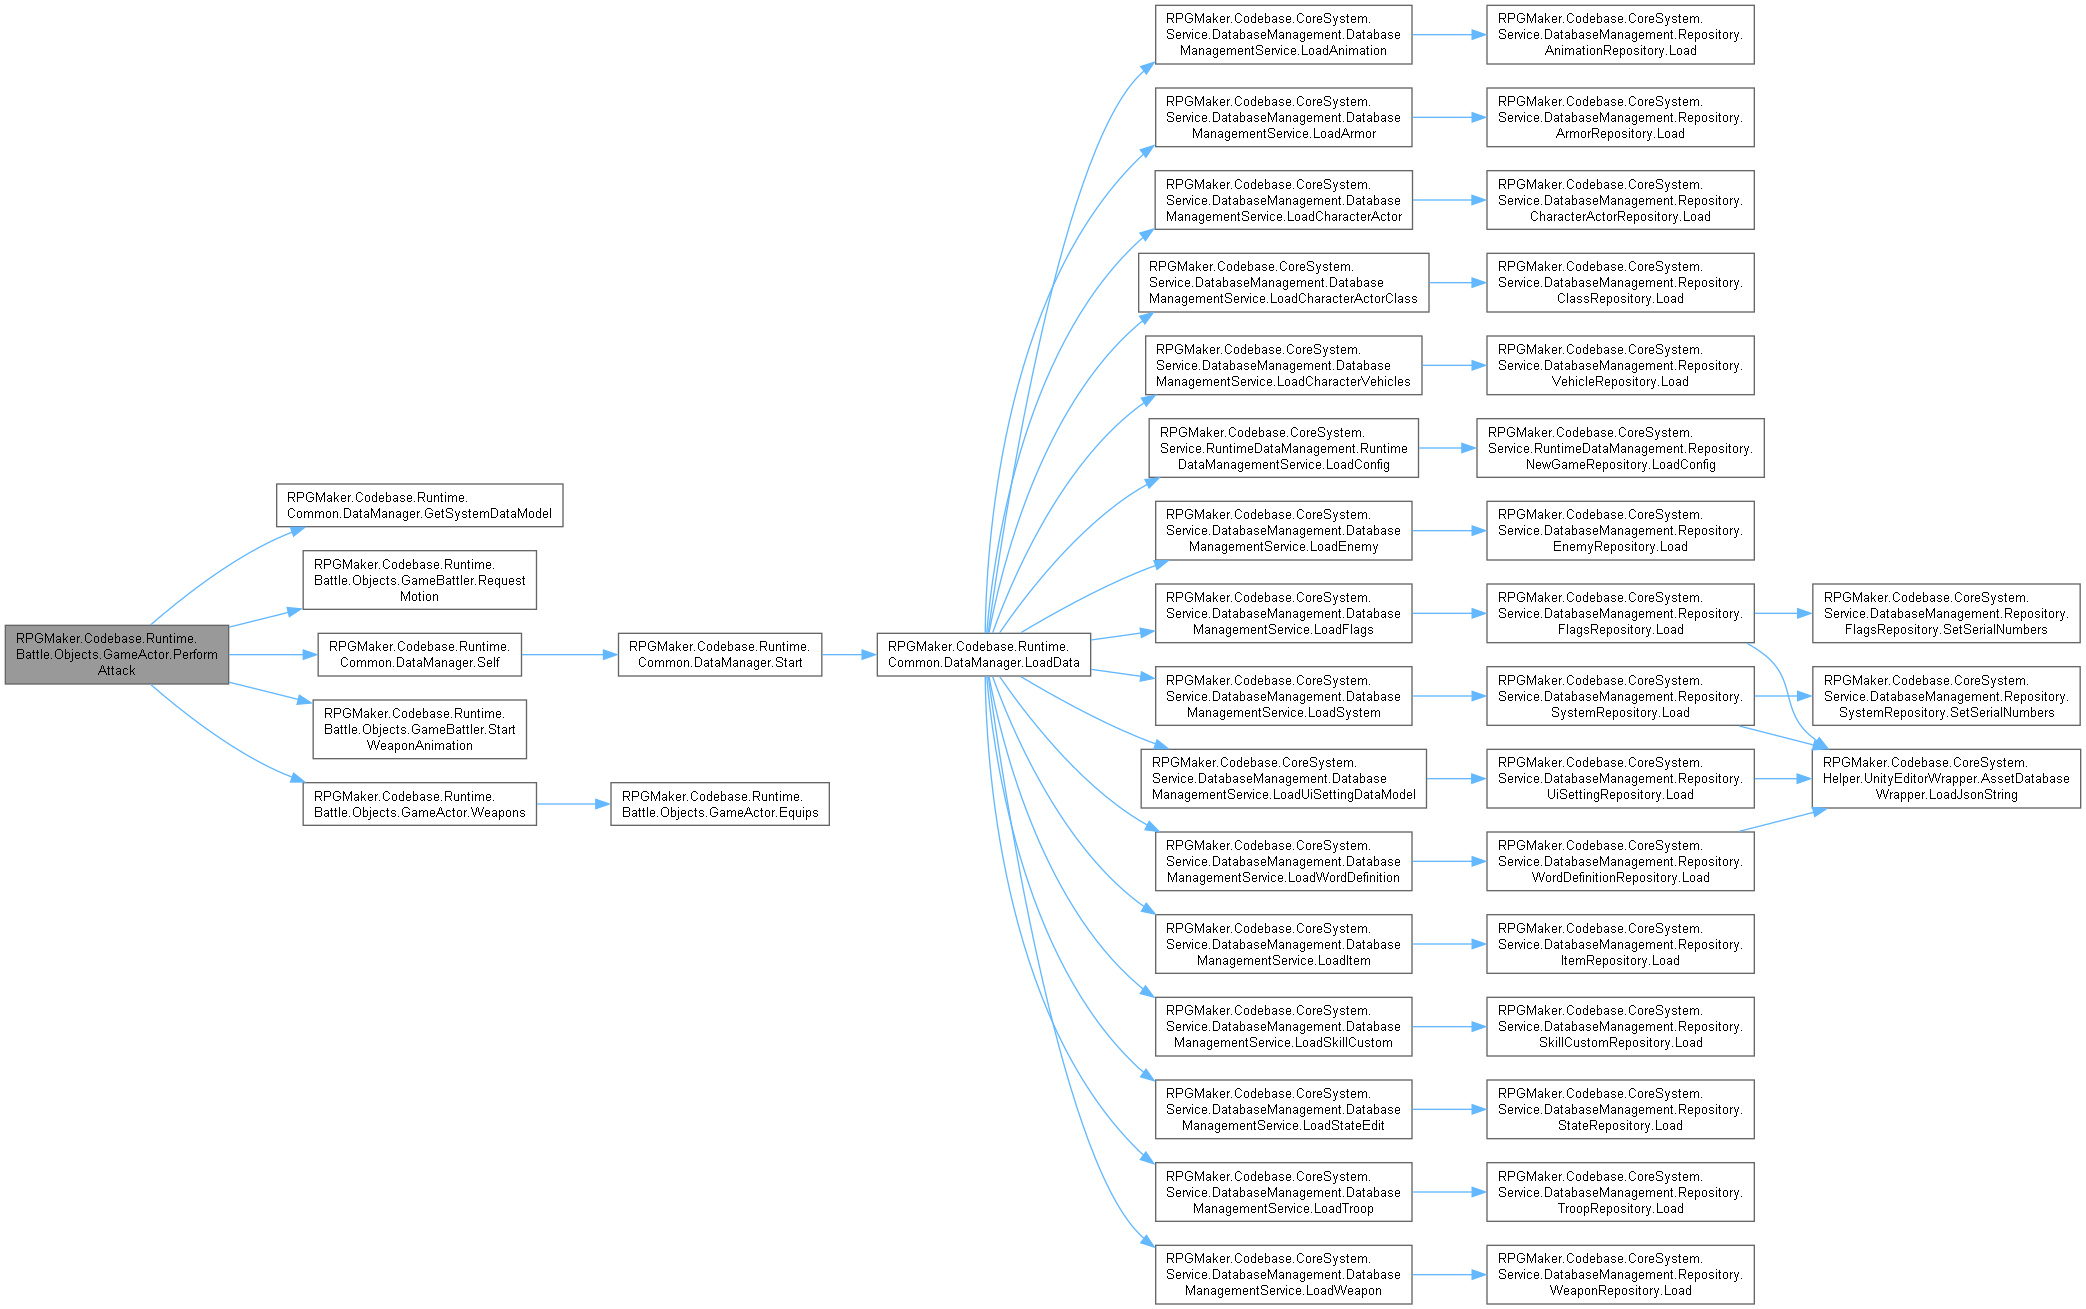 RPGMaker.Codebase.Runtime.
Battle.Objects.GameActor.Perform
Attack
RPGMaker.Codebase.Runtime.
Common.DataManager.GetSystemDataModel
RPGMaker.Codebase.Runtime.
Battle.Objects.GameBattler.Request
Motion
RPGMaker.Codebase.Runtime.
Common.DataManager.Self
RPGMaker.Codebase.Runtime.
Battle.Objects.GameBattler.Start
WeaponAnimation
RPGMaker.Codebase.Runtime.
Battle.Objects.GameActor.Weapons
RPGMaker.Codebase.Runtime.
Common.DataManager.Start
RPGMaker.Codebase.Runtime.
Battle.Objects.GameActor.Equips
RPGMaker.Codebase.Runtime.
Common.DataManager.LoadData
RPGMaker.Codebase.CoreSystem.
Service.DatabaseManagement.Database
ManagementService.LoadAnimation
RPGMaker.Codebase.CoreSystem.
Service.DatabaseManagement.Database
ManagementService.LoadArmor
RPGMaker.Codebase.CoreSystem.
Service.DatabaseManagement.Database
ManagementService.LoadCharacterActor
RPGMaker.Codebase.CoreSystem.
Service.DatabaseManagement.Database
ManagementService.LoadCharacterActorClass
RPGMaker.Codebase.CoreSystem.
Service.DatabaseManagement.Database
ManagementService.LoadCharacterVehicles
RPGMaker.Codebase.CoreSystem.
Service.RuntimeDataManagement.Runtime
DataManagementService.LoadConfig
RPGMaker.Codebase.CoreSystem.
Service.DatabaseManagement.Database
ManagementService.LoadEnemy
RPGMaker.Codebase.CoreSystem.
Service.DatabaseManagement.Database
ManagementService.LoadFlags
RPGMaker.Codebase.CoreSystem.
Service.DatabaseManagement.Database
ManagementService.LoadSystem
RPGMaker.Codebase.CoreSystem.
Service.DatabaseManagement.Database
ManagementService.LoadUiSettingDataModel
RPGMaker.Codebase.CoreSystem.
Service.DatabaseManagement.Database
ManagementService.LoadWordDefinition
RPGMaker.Codebase.CoreSystem.
Service.DatabaseManagement.Database
ManagementService.LoadItem
RPGMaker.Codebase.CoreSystem.
Service.DatabaseManagement.Database
ManagementService.LoadSkillCustom
RPGMaker.Codebase.CoreSystem.
Service.DatabaseManagement.Database
ManagementService.LoadStateEdit
RPGMaker.Codebase.CoreSystem.
Service.DatabaseManagement.Database
ManagementService.LoadTroop
RPGMaker.Codebase.CoreSystem.
Service.DatabaseManagement.Database
ManagementService.LoadWeapon
RPGMaker.Codebase.CoreSystem.
Service.DatabaseManagement.Repository.
AnimationRepository.Load
RPGMaker.Codebase.CoreSystem.
Service.DatabaseManagement.Repository.
ArmorRepository.Load
RPGMaker.Codebase.CoreSystem.
Service.DatabaseManagement.Repository.
CharacterActorRepository.Load
RPGMaker.Codebase.CoreSystem.
Service.DatabaseManagement.Repository.
ClassRepository.Load
RPGMaker.Codebase.CoreSystem.
Service.DatabaseManagement.Repository.
VehicleRepository.Load
RPGMaker.Codebase.CoreSystem.
Service.RuntimeDataManagement.Repository.
NewGameRepository.LoadConfig
RPGMaker.Codebase.CoreSystem.
Service.DatabaseManagement.Repository.
EnemyRepository.Load
RPGMaker.Codebase.CoreSystem.
Service.DatabaseManagement.Repository.
FlagsRepository.Load
RPGMaker.Codebase.CoreSystem.
Service.DatabaseManagement.Repository.
SystemRepository.Load
RPGMaker.Codebase.CoreSystem.
Service.DatabaseManagement.Repository.
UiSettingRepository.Load
RPGMaker.Codebase.CoreSystem.
Service.DatabaseManagement.Repository.
WordDefinitionRepository.Load
RPGMaker.Codebase.CoreSystem.
Service.DatabaseManagement.Repository.
ItemRepository.Load
RPGMaker.Codebase.CoreSystem.
Service.DatabaseManagement.Repository.
SkillCustomRepository.Load
RPGMaker.Codebase.CoreSystem.
Service.DatabaseManagement.Repository.
StateRepository.Load
RPGMaker.Codebase.CoreSystem.
Service.DatabaseManagement.Repository.
TroopRepository.Load
RPGMaker.Codebase.CoreSystem.
Service.DatabaseManagement.Repository.
WeaponRepository.Load
RPGMaker.Codebase.CoreSystem.
Service.DatabaseManagement.Repository.
FlagsRepository.SetSerialNumbers
RPGMaker.Codebase.CoreSystem.
Service.DatabaseManagement.Repository.
SystemRepository.SetSerialNumbers
RPGMaker.Codebase.CoreSystem.
Helper.UnityEditorWrapper.AssetDatabase
Wrapper.LoadJsonString